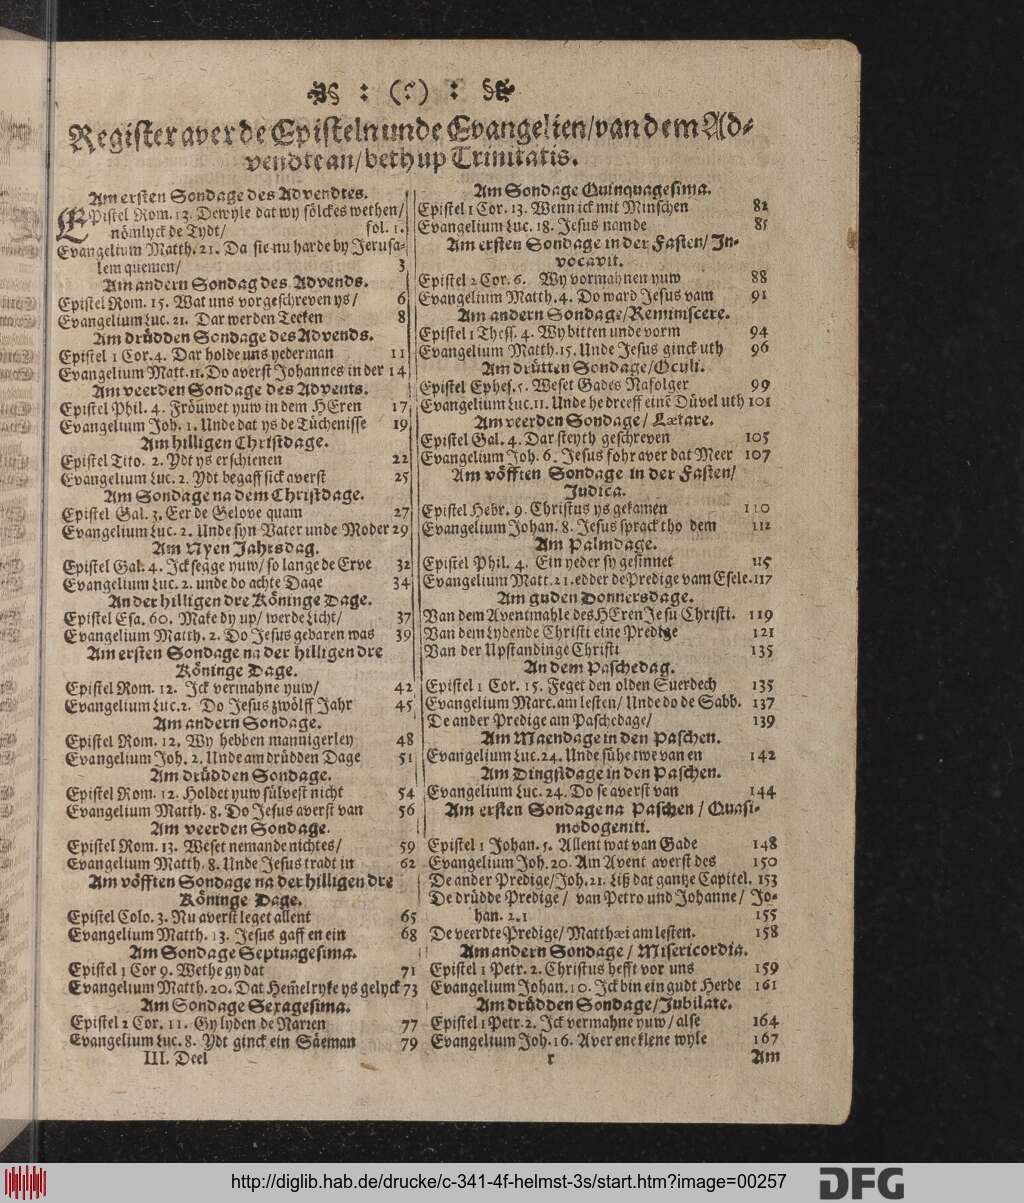 : (?) :
Register aver de Episteln unde Evangelien/van dem Ad-
vendte an/ beth up Trinitatis.
Am ersten Sondage des Advendtes.
EPistel Rom. 13. Dewyle dat wy sölckes wethen/
nömlyck de Tydt/ fol. 1.
Evangelium Matth. 21. Da sie nu harde by Jerusa-
lem quemen/ 3
Am andern Sondag des Advends.
Epistel Rom. 15. Wat uns vorgeschreven ys/ 6
Evangelium Luc. 21. Dar werden Teeken 8
Am drüdden Sondage des Advends.
Epistel 1 Cor. 4. Dar holde uns yederman 11
Evangelium Matt. 11. Do averst Johannes in der 14
Am veerden Sondage des Advents.
Epistel Phil. 4. Fröuwet yuw in dem HEren 17
Evangelium Joh. 1. Unde dat ys de Tüchenisse 19
Am hilligen Christdage.
Epistel Tito. 2. Ydt ys erschienen 22
Evangelium Luc. 2. Ydt begaff sick averst 25
Am Sondage na dem Christdage.
Epistel Gal. 3. Eer de Gelove quam 27
Evangelium Luc. 2. Unde syn Vater unde Moder 29
Am Nyen Jahrsdag.
Epistel Gal. 4. Ick segge yuw/ so lange de Erve 32
Evangelium Luc. 2. unde do achte Dage 34
An der hilligen dre Köninge Dage.
Epistel Esa. 60. Make dy up/ werde Licht/ 37
Evangelium Matth. 2. Do Jesus gebaren was 39
Am ersten Sondage na der hilligen dre
Köninge Dage.
Epistel Rom. 12. Ick vermahne yuw/ 42
Evangelium Luc. 2. Do Jesus zwölff Jahr 45
Am andern Sondage.
Epistel Rom. 12. Wy hebben mannigerley 48
Evangelium Joh. 2. Unde am drüdden Dage 51
Am drüdden Sondage.
Epistel Rom. 12. Holdet yuw sülvest nicht 54
Evangelium Matth. 8. Do Jesus averst van 56
Am veerden Sondage.
Epistel Rom. 13. Weset nemande nichtes/ 59
Evangelium Matth. 8. Unde Jesus tradt in 62
Am vöfften Sondage na der hilligen dre
Köninge Dage.
Epistel Colo. 3. Nu averst leget allent 65
Evangelium Matth. 13. Jesus gaff en ein 68
Am Sondage Septuagesima.
Epistel 1 Cor 9. Wethe gy dat 71
Evangelium Matth. 20. Dat Hem̃elryke ys gelyck 73
Am Sondage Sexagesima.
Epistel 2 Cor. 11. Gy lyden de Narren 77
Evangelium Luc. 8. Ydt ginck ein Säeman 79
III. Deel
Am Sondage Quinquagesima.
Epistel 1 Cor. 13. Wenn ick mit Minschen 82
Evangelium Luc. 18. Jesus namde 85
Am ersten Sondage in der Fasten/ In-
vocavit.
Epistel 2 Cor. 6. Wy vormahnen yuw 88
Evangelium Matth. 4. Do ward Jesus vam 91
Am andern Sondage/Reminiscere.
Epistel 1 Thess. 4. Wy bitten unde vorm 94
Evangelium Matth. 15. Unde Jesus ginck uth 96
Am drütten Sondage/Oculi.
Epistel Ephes. 5. Weset Gades Nafolger 99
Evangelium Luc. 11. Unde he dreeff einẽ Düvel uth 101
Am veerden Sondage/ Lætare.
Epistel Gal. 4. Dar steyth geschreven 105
Evangelium Joh. 6. Jesus fohr aver dat Meer 107
Am vöfften Sondage in der Fasten/
Judica.
Epistel Hebr. 9. Christus ys gekamen 110
Evangelium Johan. 8. Jesus sprack tho dem 112
Am Palmdage.
Epistel Phil. 4. Ein yeder sy gesinnet 115
Evangelium Matt. 21. edder de Predige vam Esele. 117
Am guden Donnersdage.
Van dem Aventmahle des HEren Jesu Christi. 119
Van dem Lydende Christi eine Predige 121
Van der Upstandinge Christi 135
An dem Paschedag.
Epistel 1 Cor. 15. Feget den olden Suerdech 135
Evangelium Marc. am lesten/ Unde do de Sabb. 137
De ander Predige am Paschedage/ 139
Am Maendage in den Paschen.
Evangelium Luc. 24. Unde sühe twe van en 142
Am Dingstdage in den Paschen.
Evangelium Luc. 24. Do se averst van 144
Am ersten Sondage na Paschen / Quasi-
modogeniti.
Epistel 1 Johan. 5. Allent wat van Gade 148
Evangelium Joh. 20. Am Avent averst des 150
De ander Predige/Joh. 21. Liß dat gantze Capitel. 153
De drüdde Predige / van Petro und Johanne/ Jo-
han. 2.1 155
De veerdte Predige/ Matthæi am lesten. 158
Am andern Sondage / Misericordia.
Epistel 1 Petr. 2. Christus hefft vor uns 159
Evangelium Johan. 10. Ick bin ein gudt Herde 161
Am drüdden Sondage/Jubilate.
Epistel 1 Petr. 2. Ick vermahne yuw/ alse 164
Evangelium Joh. 16. Aver ene klene wyle 167
r Am
http://diglib.hab.de/drucke/c-341-4f-helmst-3s/start.htm?image=00257
DFG